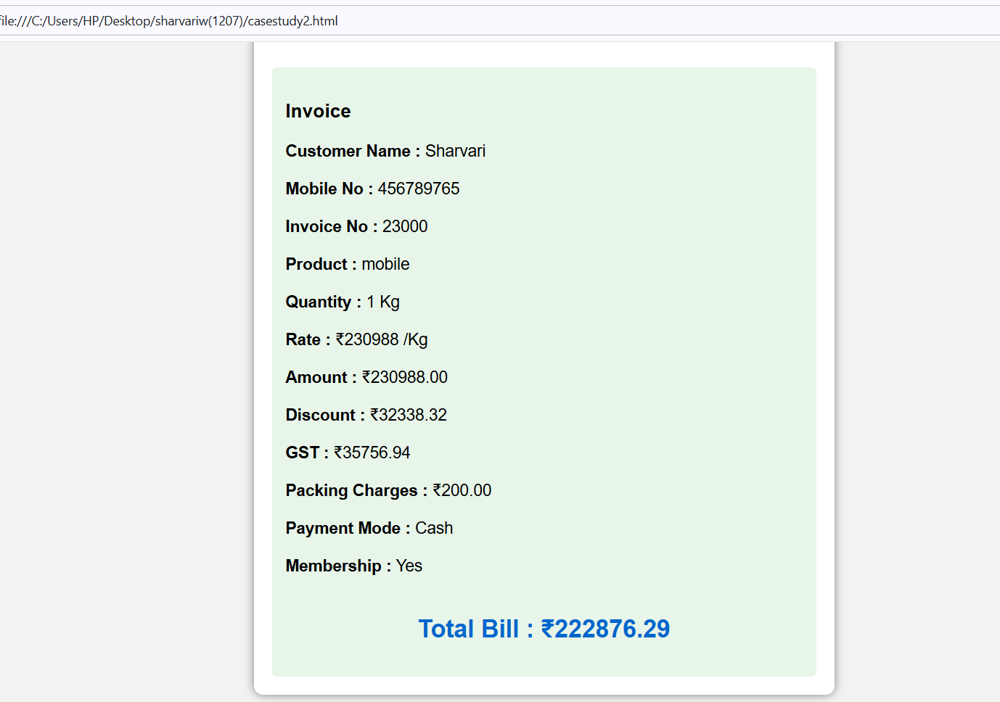 file:///C:/Users/HP/Desktop/sharvariw(1207)/casestudy2.html
Invoice
Customer Name : Sharvari
Mobile No : 456789765
Invoice No : 23000
Product : mobile
Quantity : 1 Kg
Rate : ₹230988 /Kg
Amount : ₹230988.00
Discount : ₹32338.32
GST : ₹35756.94
Packing Charges : ₹200.00
Payment Mode : Cash
Membership : Yes
Total Bill : ₹222876.29